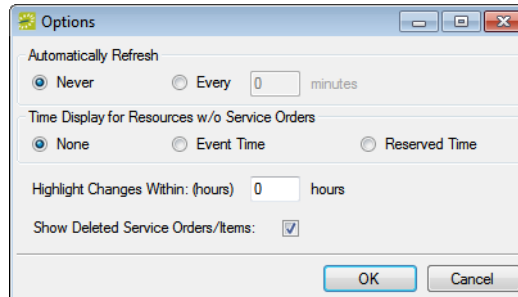 Options
Automatically Refresh
Never Every 0 minutes
Time Display for Resources w/o Service Orders
None Event Time Reserved Time
Highlight Changes Within: (hours) 0 hours
Show Deleted Service Orders/Items:
OK Cancel